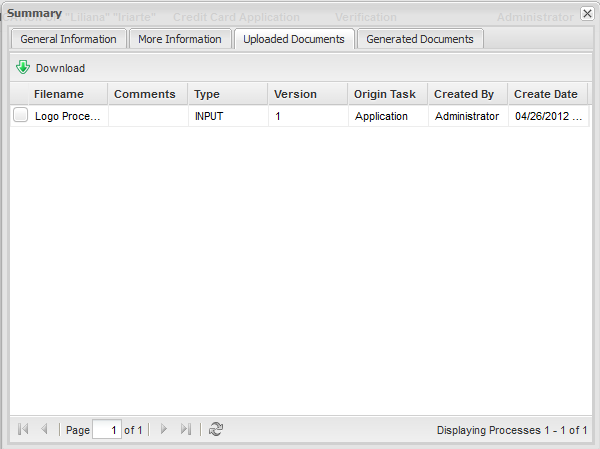 Summary
"Liliana" "Iriarte" Credit Card Application Verification Administrator
General Information More Information Uploaded Documents Generated Documents
Download
Filename Comments Type Version Origin Task Created By Create Date
Logo Proce... INPUT 1 Application Administrator 04/26/2012 ...
Page 1 of 1 Displaying Processes 1 - 1 of 1